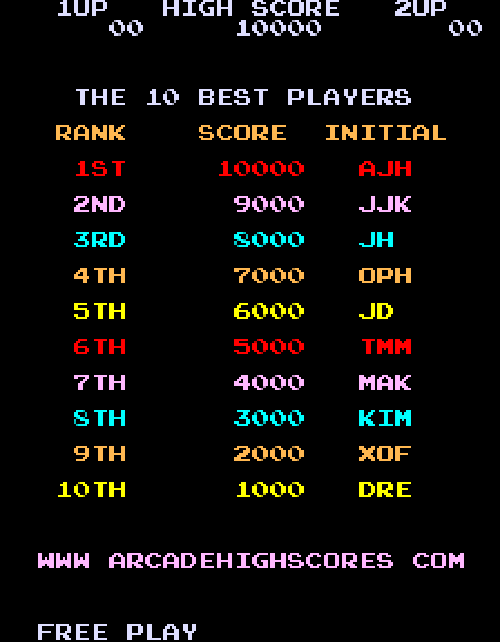 1UP HIGH SCORE 2UP
00 10000 00
THE 10 BEST PLAYERS
RANK SCORE INITIAL
1ST 10000 AJH
2ND 9000 JJK
3RD 8000 JH
4TH 7000 OPH
5TH 6000 JD
6TH 5000 TMM
7TH 4000 MAK
8TH 3000 KIM
9TH 2000 XOF
10TH 1000 DRE
WWW ARCADEHIGHSCORES COM
FREE PLAY